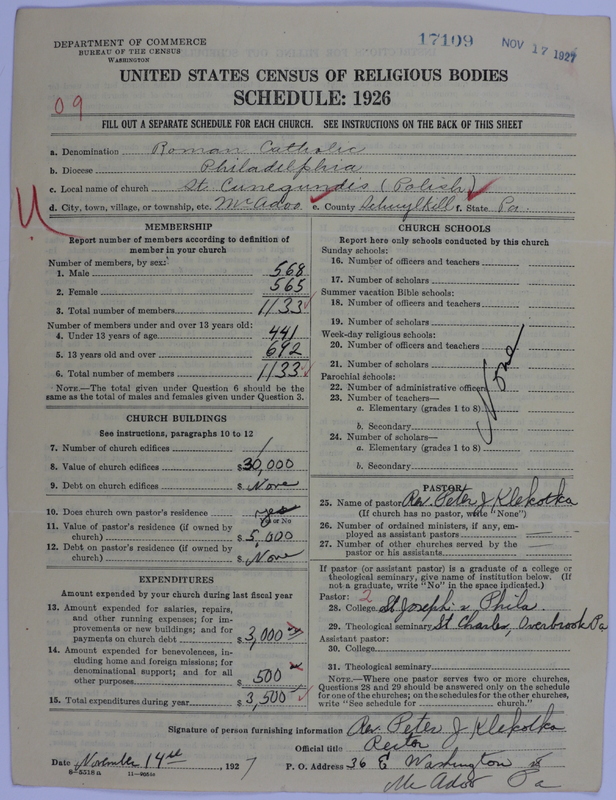 DEPARTMENT OF COMMERCE
BUREAU OF THE CENSUS
WASHINGTON
17109
NOV 17 1927
UNITED STATES CENSUS OF RELIGIOUS BODIES
SCHEDULE: 1926
09
FILL OUT A SEPARATE SCHEDULE FOR EACH CHURCH. SEE INSTRUCTIONS ON THE BACK OF THIS SHEET
a. Denomination Roman Catholic
b. Diocese Philadelphia
c. Local name of church St. Cunegundis (Polish)
d. City, town, village, or township, etc. McAdoo e. County Schuylkill f. State Pa.
MEMBERSHIP
Report number of members according to definition of
member in your church
Number of members, by sex:
1. Male 568
2. Female 565
3. Total number of members 1133
Number of members under and over 13 years old:
4. Under 13 years of age 441
5. 13 years old and over 692
6. Total number of members 1133
NOTE.—The total given under Question 6 should be the
same as the total of males and females given under Question 3.
CHURCH BUILDINGS
See instructions, paragraphs 10 to 12
7. Number of church edifices 1
8. Value of church edifices $30,000
9. Debt on church edifices $ None
10. Does church own pastor's residence yes
Yes or No
11. Value of pastor's residence (if owned by
church) $5,000
12. Debt on pastor's residence (if owned by
church) $ None
EXPENDITURES
Amount expended by your church during last fiscal year
13. Amount expended for salaries, repairs,
and other running expenses; for im-
provements or new buildings; and for
payments on church debt $3,000
14. Amount expended for benevolences, in-
cluding home and foreign missions; for
denominational support; and for all
other purposes $500
15. Total expenditures during year $3,500
CHURCH SCHOOLS
Report here only schools conducted by this church
Sunday schools:
16. Number of officers and teachers
17. Number of scholars
Summer vacation Bible schools:
18. Number of officers and teachers
19. Number of scholars
Week-day religious schools:
20. Number of officers and teachers
21. Number of scholars
Parochial schools:
22. Number of administrative officers
23. Number of teachers—
a. Elementary (grades 1 to 8)
b. Secondary
24. Number of scholars—
a. Elementary (grades 1 to 8)
b. Secondary
None
PASTOR
25. Name of pastor Rev. Peter J Klekotka
(If church has no pastor, write "None")
26. Number of ordained ministers, if any, em-
ployed as assistant pastors
27. Number of other churches served by the
pastor or his assistants
If pastor (or assistant pastor) is a graduate of a college or
theological seminary, give name of institution below. (If
not a graduate, write "No" in the space indicated.)
Pastor: 2
28. College St Joseph's, Phila.
29. Theological seminary St Charles, Overbrook Pa
Assistant pastor:
30. College
31. Theological seminary
NOTE.—Where one pastor serves two or more churches,
Questions 28 and 29 should be answered only on the schedule
for one of the churches; on the schedules for the other churches,
write "See schedule for church."
Signature of person furnishing information Rev. Peter J Klekotka
Official title Rector
Date November 14th, 1927 P. O. Address 36 E Washington St
8-5518a 11-9054a
McAdoo Pa